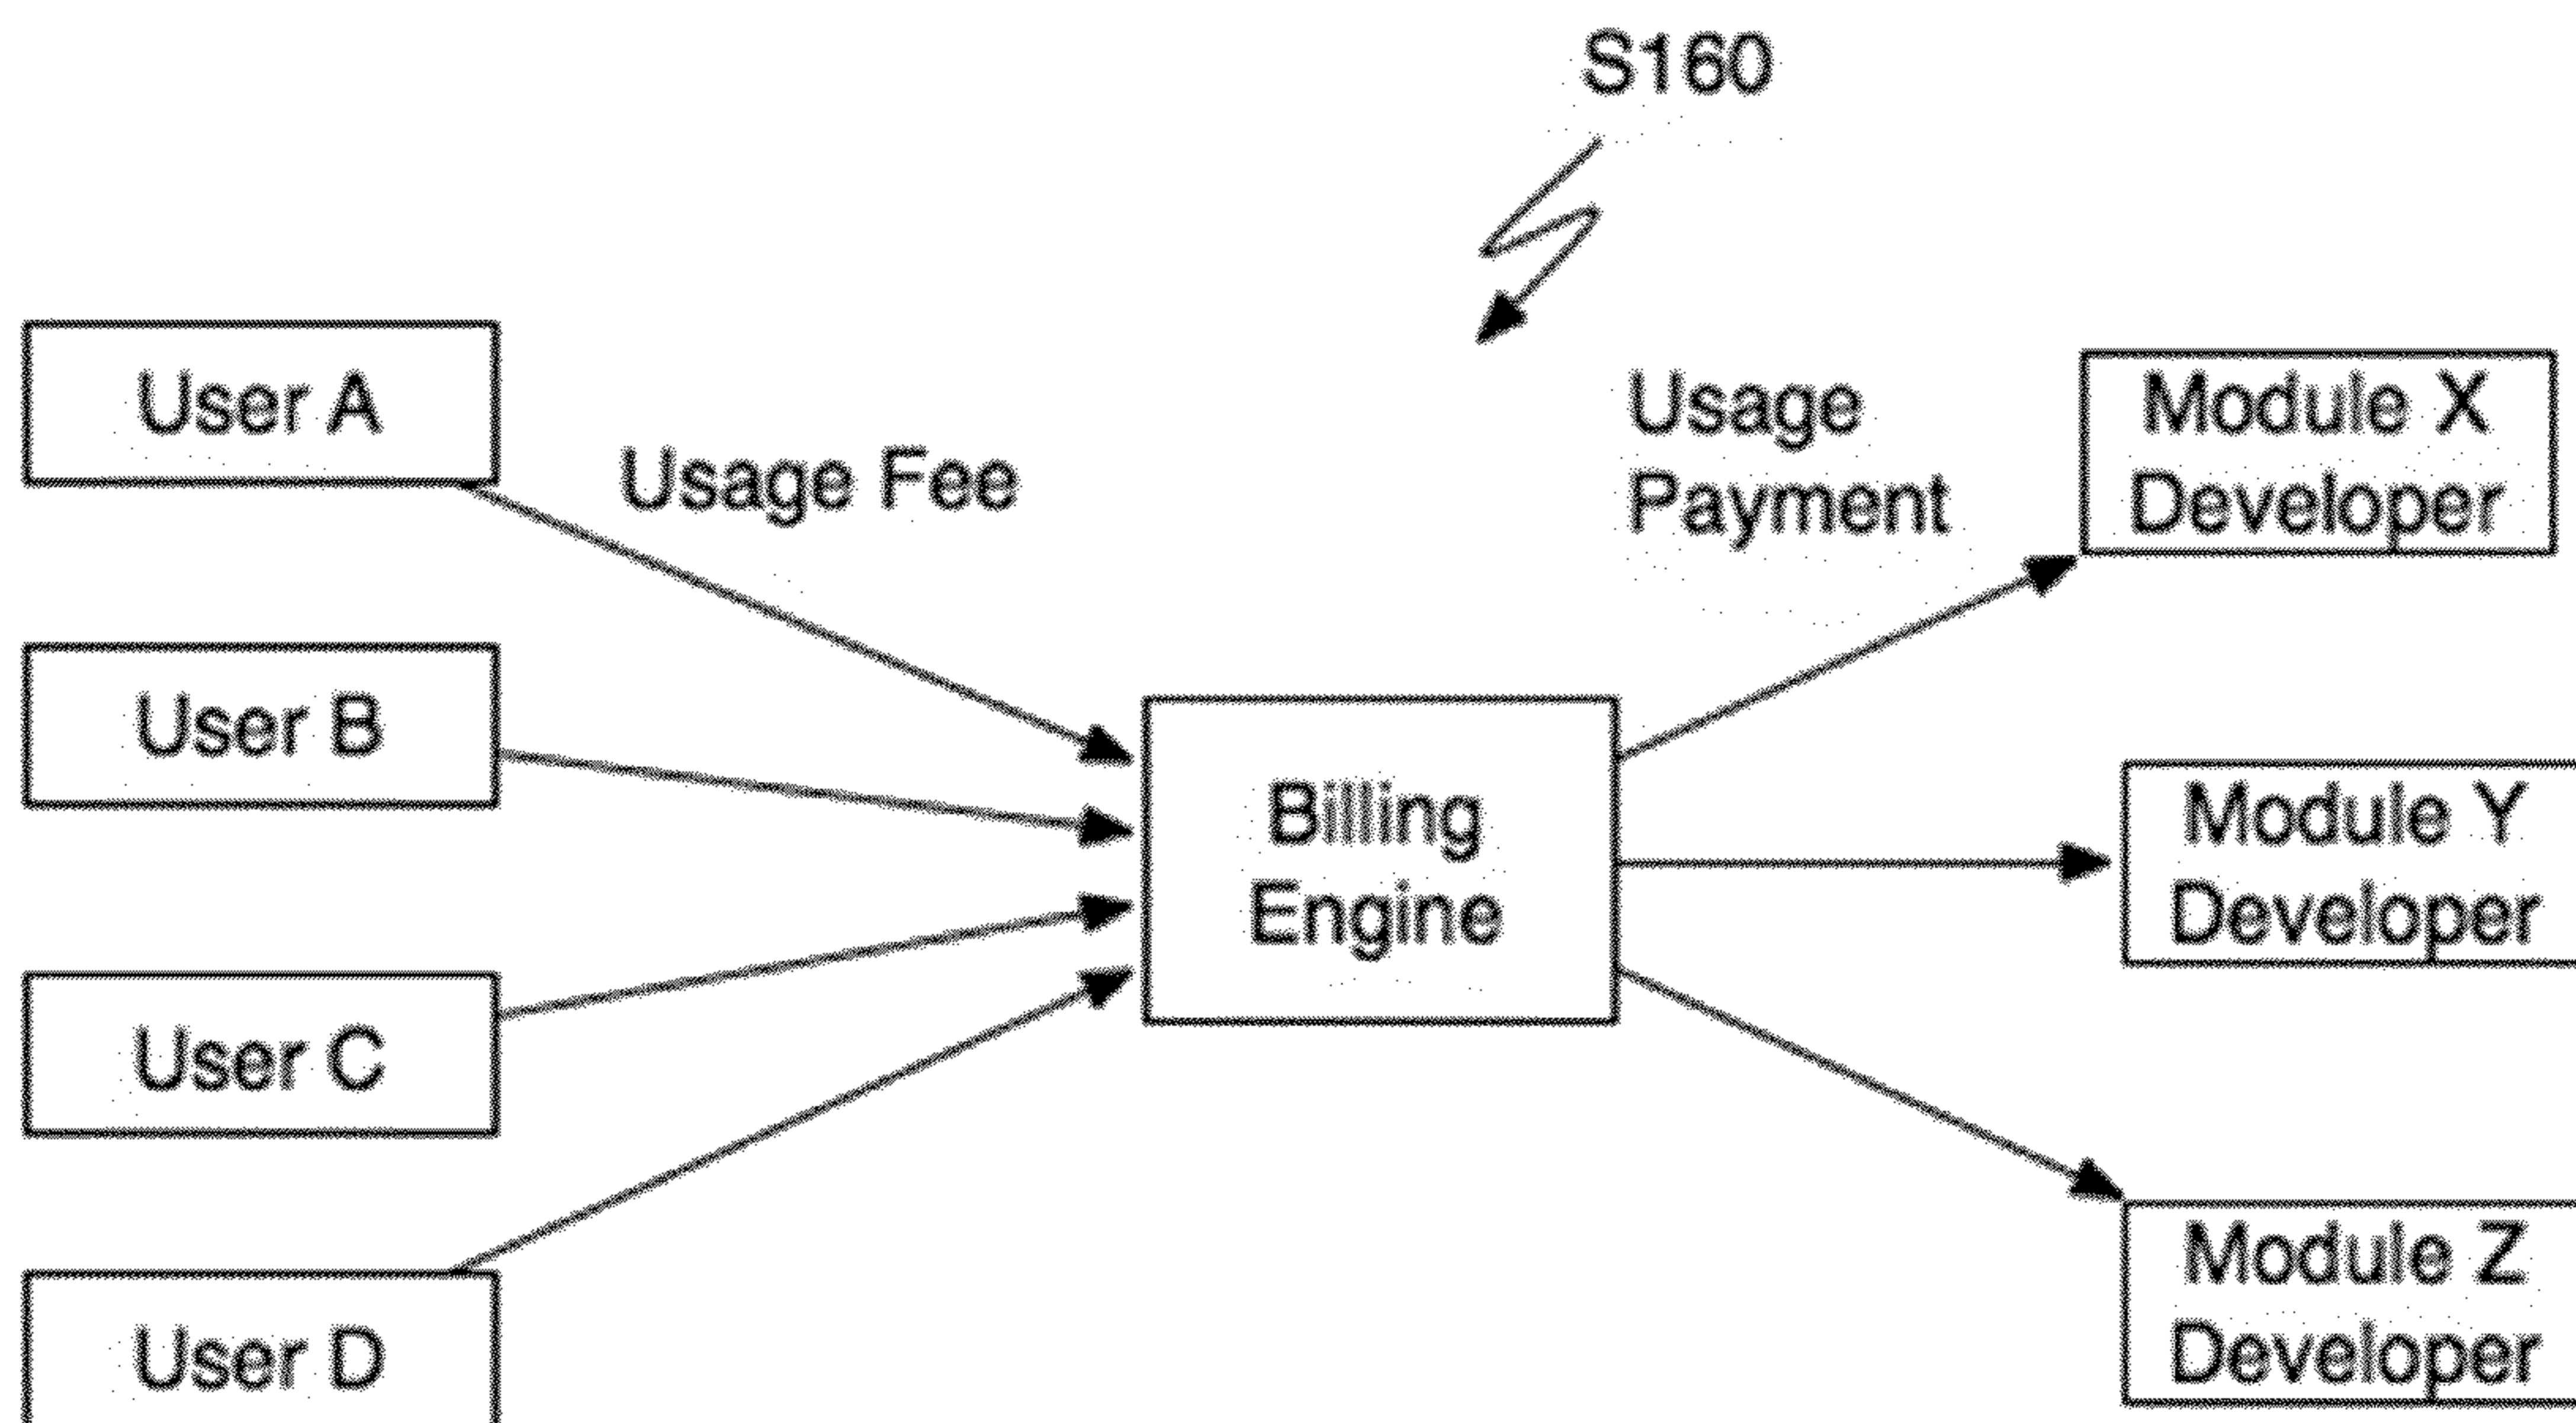 S160
User A
Usage Fee
Usage
Payment
Module X
Developer
User B
Billing
Engine
Module Y
Developer
User C
User D
Module Z
Developer